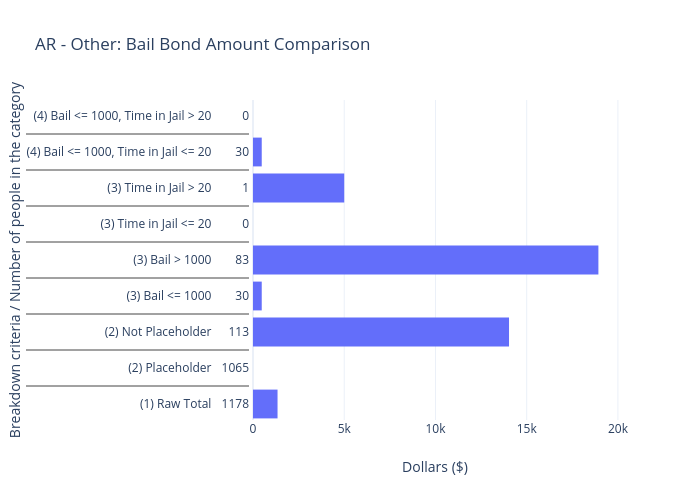 AR - Other: Bail Bond Amount Comparison
Breakdown criteria / Number of people in the category
(4) Bail <= 1000, Time in Jail > 20 0
(4) Bail <= 1000, Time in Jail <= 20 30
(3) Time in Jail > 20 1
(3) Time in Jail <= 20 0
(3) Bail > 1000 83
(3) Bail <= 1000 30
(2) Not Placeholder 113
(2) Placeholder 1065
(1) Raw Total 1178
0 5k 10k 15k 20k
Dollars ($)